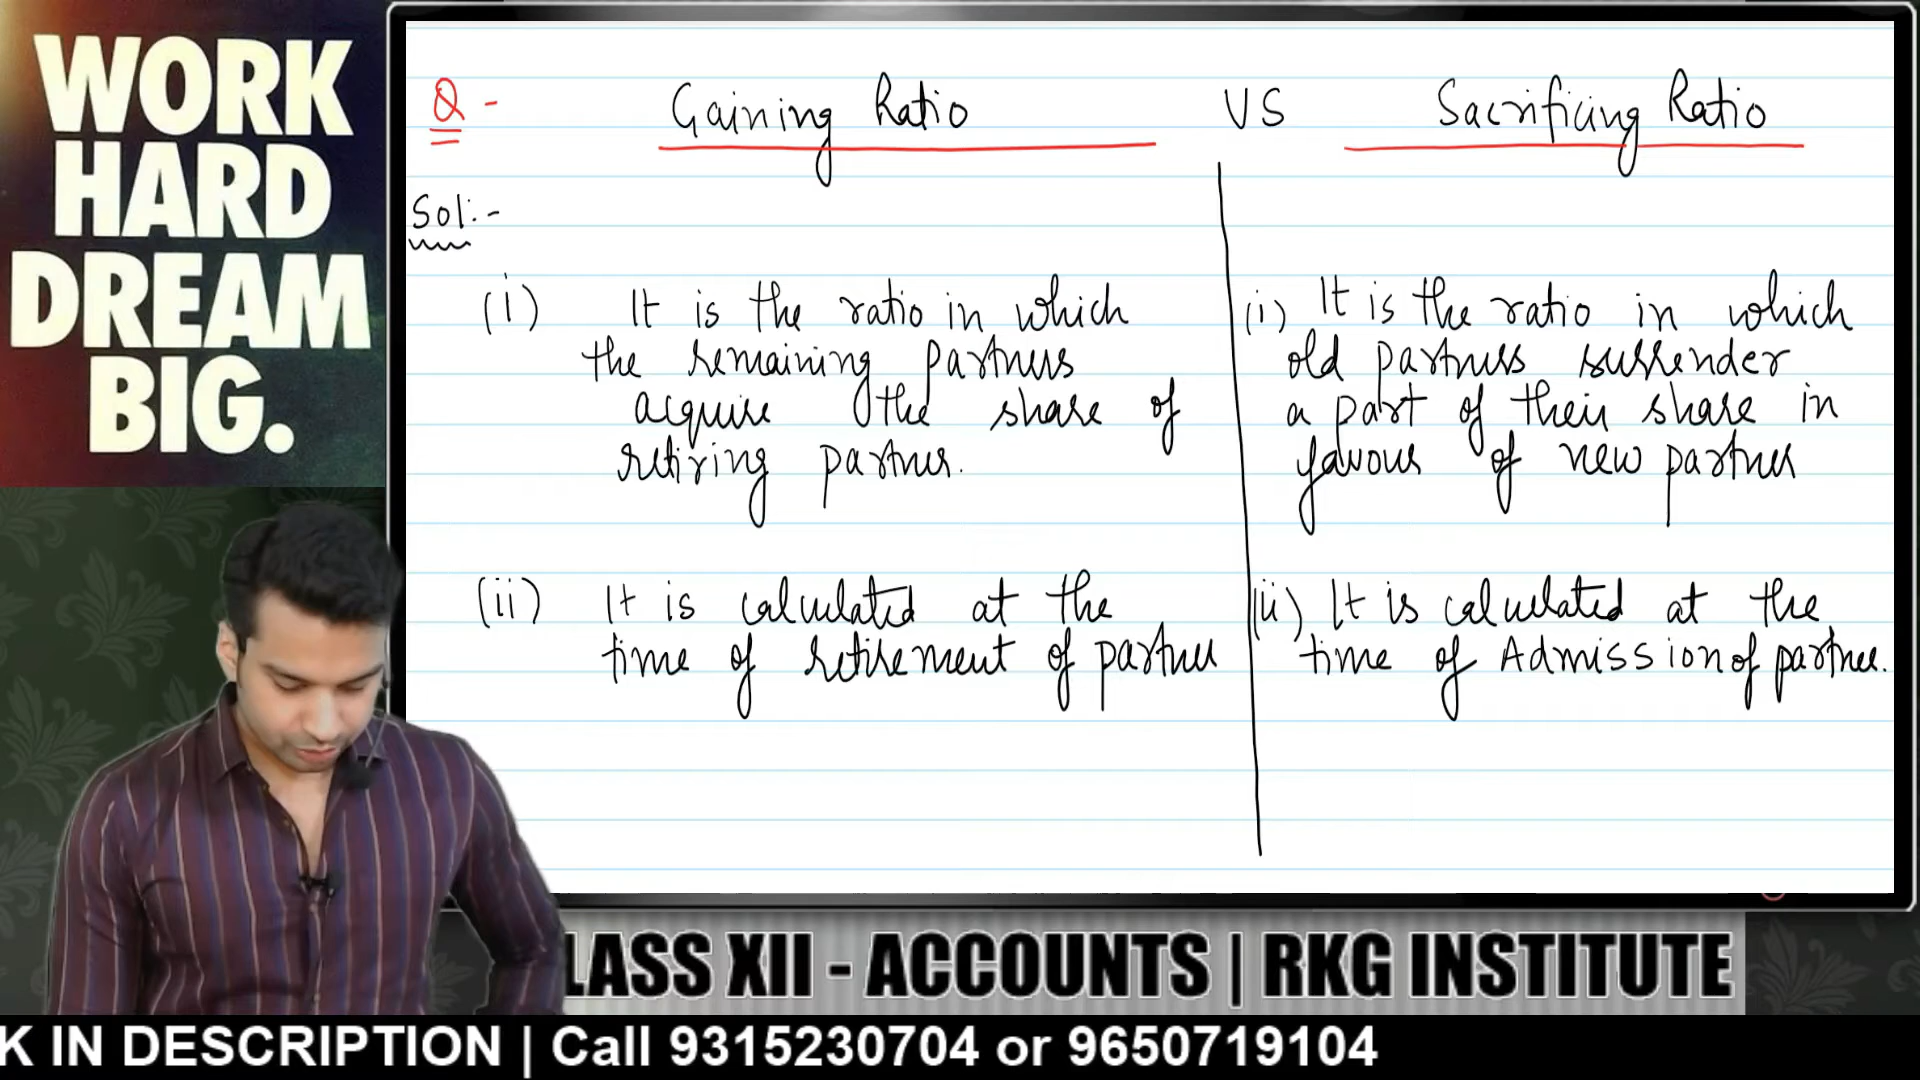 WORK
HARD
DREAM
BIG.
Q - Gaining Ratio VS Sacrificing Ratio
Sol:-
(i) It is the ratio in which
the remaining partners
acquire the share of
retiring partner.
(i) It is the ratio in which
old partners surrender
a part of their share in
favour of new partner
(ii) It is calculated at the
time of retirement of partner
(ii) It is calculated at the
time of Admission of partner.
LASS XII - ACCOUNTS | RKG INSTITUTE
K IN DESCRIPTION | Call 9315230704 or 9650719104